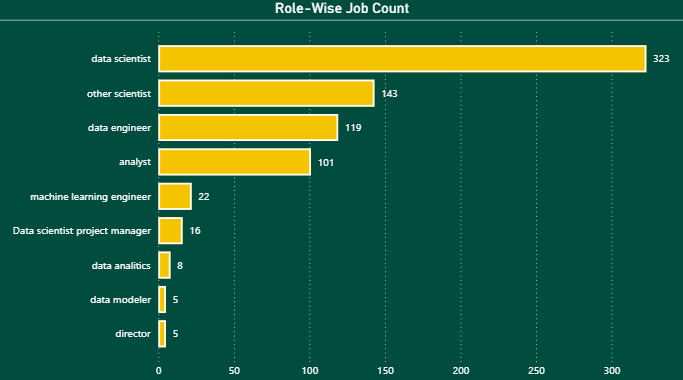 Role-Wise Job Count
data scientist 323
other scientist 143
data engineer 119
analyst 101
machine learning engineer 22
Data scientist project manager 16
data analitics 8
data modeler 5
director 5
0 50 100 150 200 250 300